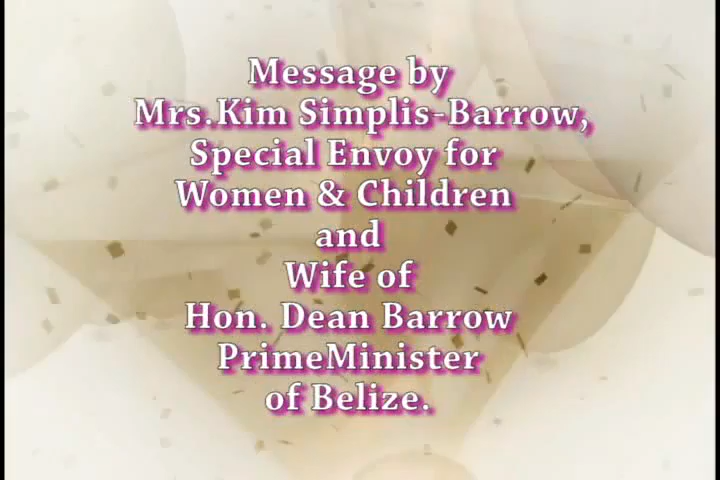 Message by
Mrs.Kim Simplis-Barrow,
Special Envoy for
Women & Children
and
Wife of
Hon. Dean Barrow
PrimeMinister
of Belize.